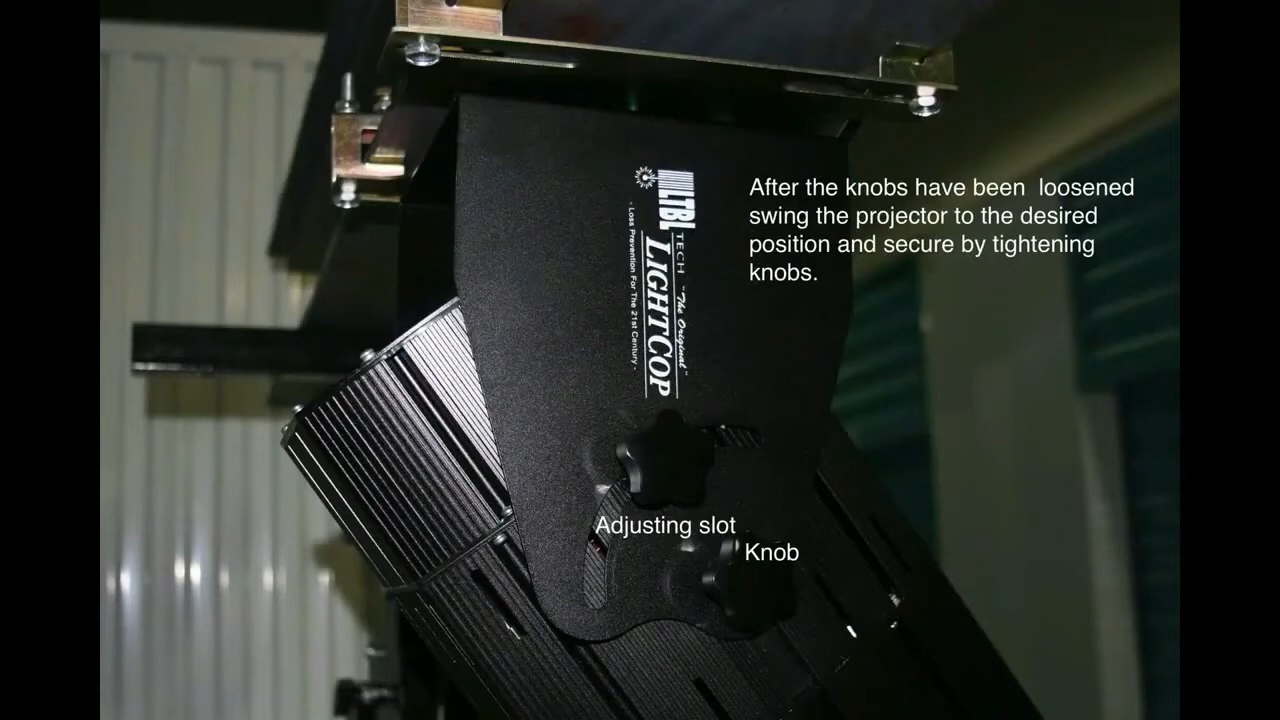 After the knobs have been  loosened
swing the projector to the desired
position and secure by tightening
knobs.
LTBL
TECH "The Original"
LIGHTCOP
- Loss Prevention For The 21st Century -
Adjusting slot
Knob